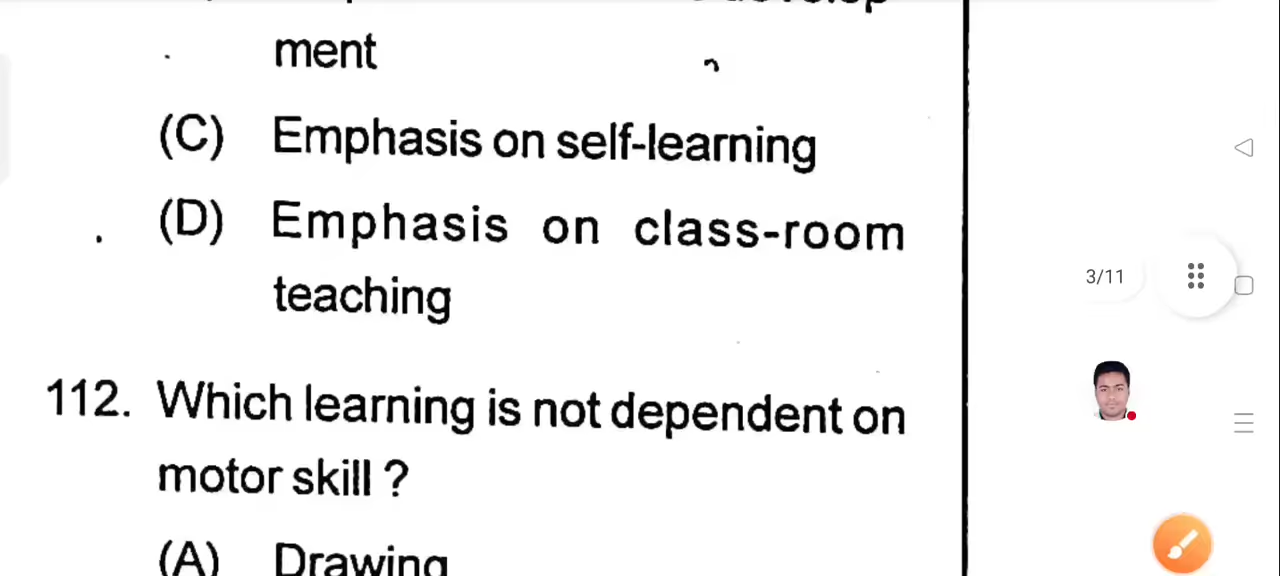 ment
(C) Emphasis on self-learning
(D) Emphasis on class-room
teaching
3/11
112. Which learning is not dependent on
motor skill ?
(A) Drawing